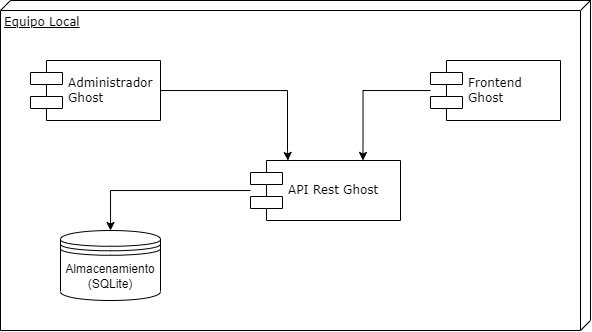 Equipo Local
Administrador
Ghost
Frontend
Ghost
API Rest Ghost
Almacenamiento
(SQLite)